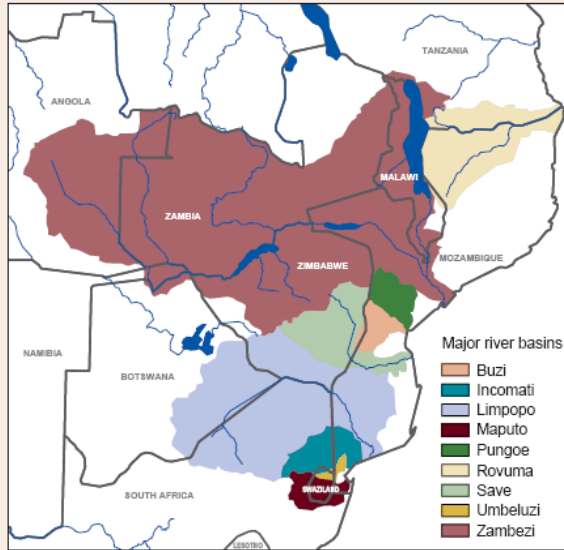 TANZANIA
ANGOLA
MALAWI
ZAMBIA
MOZAMBIQUE
ZIMBABWE
NAMIBIA
BOTSWANA
SOUTH AFRICA
SWAZILAND
LESOTHO
Major river basins
Buzi
Incomati
Limpopo
Maputo
Pungoe
Rovuma
Save
Umbeluzi
Zambezi